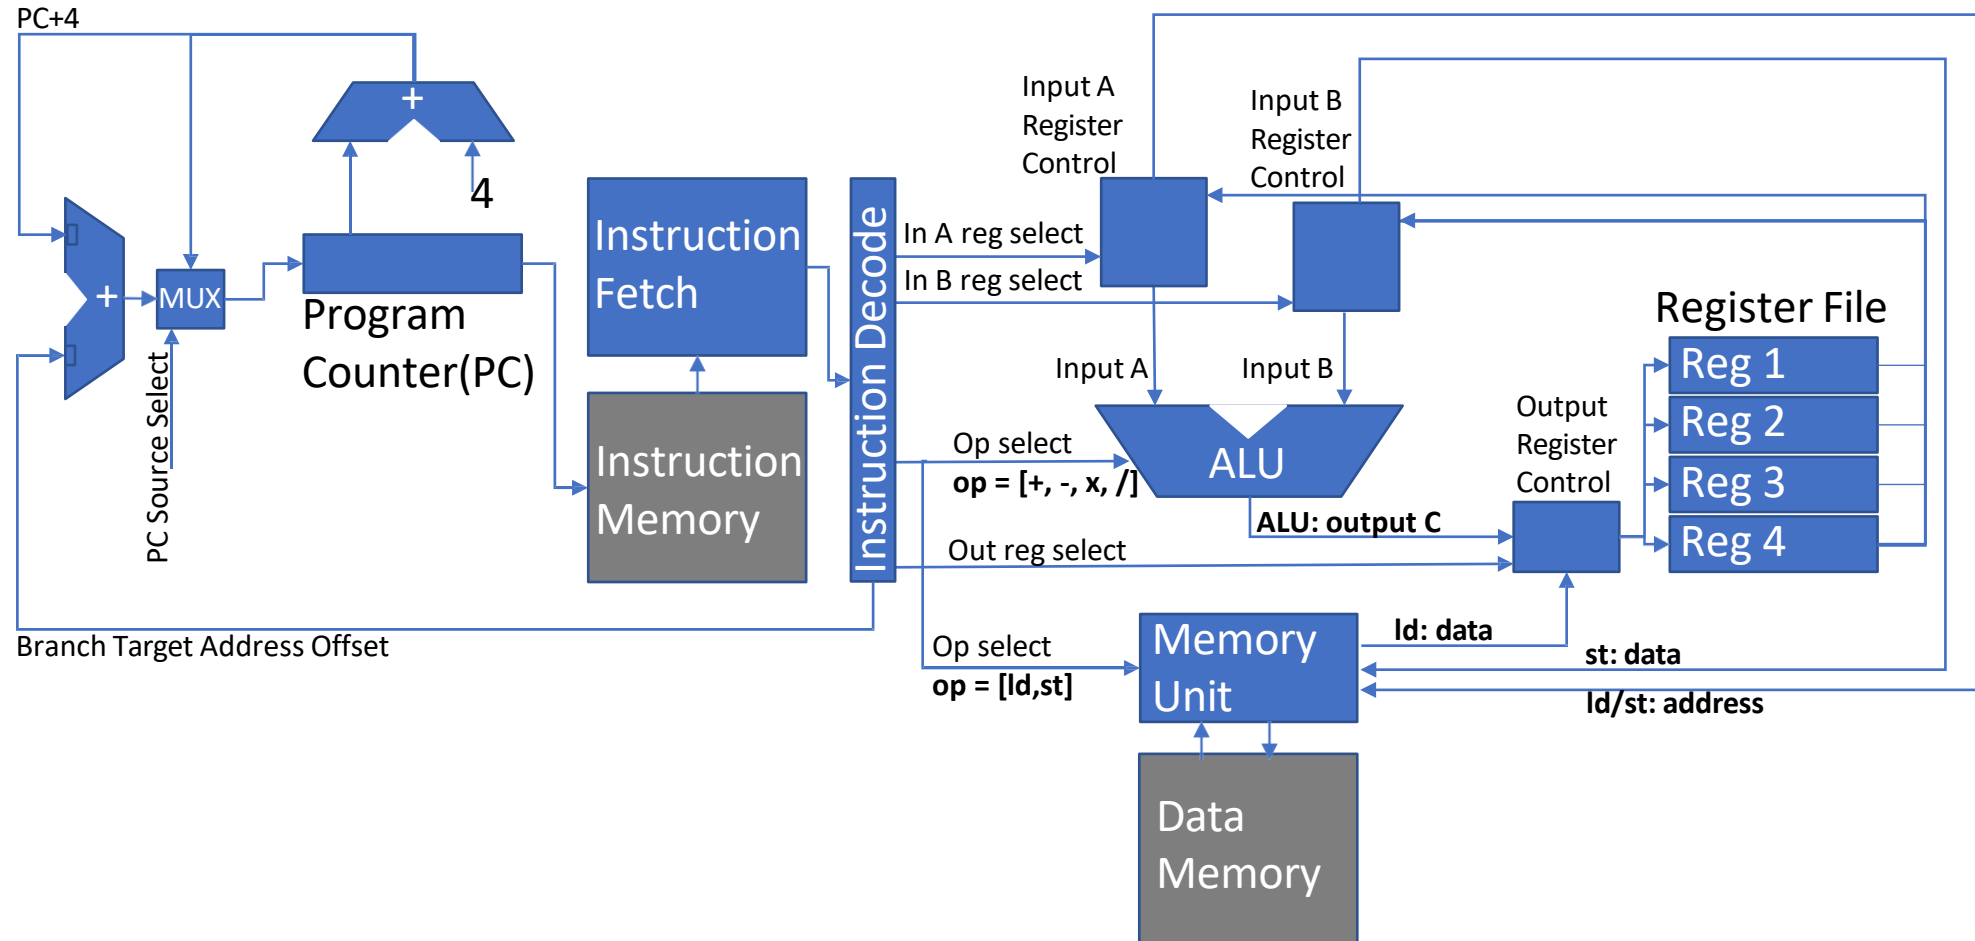 PC+4
+
4
+
MUX
PC Source Select
Program
Counter(PC)
Branch Target Address Offset
Instruction
Fetch
Instruction
Memory
Instruction Decode
In A reg select
In B reg select
Input A
Register
Control
Input B
Register
Control
Input A
Input B
Op select
op = [+, -, x, /]
ALU
ALU: output C
Out reg select
Output
Register
Control
Register File
Reg 1
Reg 2
Reg 3
Reg 4
Op select
op = [ld,st]
Memory
Unit
ld: data
st: data
ld/st: address
Data
Memory